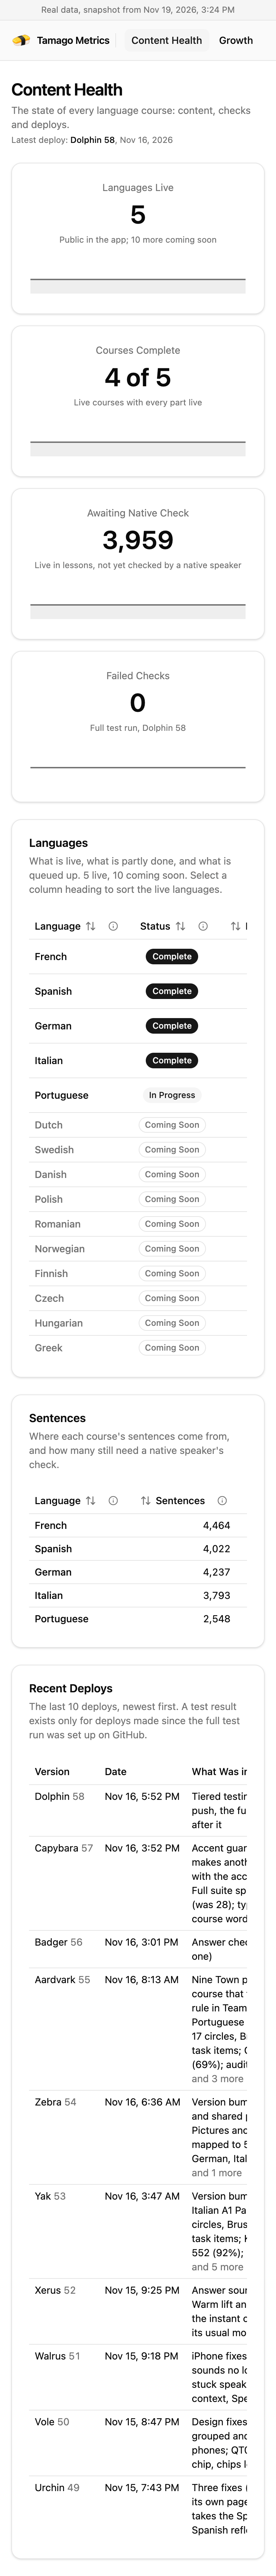 Real data, snapshot from Nov 19, 2026, 3:24 PM
Tamago Metrics
Content Health
Growth
Content Health
The state of every language course: content, checks
and deploys.
Latest deploy: Dolphin 58, Nov 16, 2026
Languages Live
5
Public in the app; 10 more coming soon
Courses Complete
4 of 5
Live courses with every part live
Awaiting Native Check
3,959
Live in lessons, not yet checked by a native speaker
Failed Checks
0
Full test run, Dolphin 58
Languages
What is live, what is partly done, and what is
queued up. 5 live, 10 coming soon. Select a
column heading to sort the live languages.
Language Status
French Complete
Spanish Complete
German Complete
Italian Complete
Portuguese In Progress
Dutch Coming Soon
Swedish Coming Soon
Danish Coming Soon
Polish Coming Soon
Romanian Coming Soon
Norwegian Coming Soon
Finnish Coming Soon
Czech Coming Soon
Hungarian Coming Soon
Greek Coming Soon
Sentences
Where each course's sentences come from,
and how many still need a native speaker's
check.
Language Sentences
French 4,464
Spanish 4,022
German 4,237
Italian 3,793
Portuguese 2,548
Recent Deploys
The last 10 deploys, newest first. A test result
exists only for deploys made since the full test
run was set up on GitHub.
Version Date What Was in
Dolphin 58 Nov 16, 5:52 PM Tiered testin
push, the fu
after it
Capybara 57 Nov 16, 3:52 PM Accent guar
makes anoth
with the acc
Full suite sp
(was 28); ty
course word
Badger 56 Nov 16, 3:01 PM Answer chec
one)
Aardvark 55 Nov 16, 8:13 AM Nine Town p
course that
rule in Team
Portuguese
17 circles, B
task items; C
(69%); audit
and 3 more
Zebra 54 Nov 16, 6:36 AM Version bum
and shared p
Pictures anc
mapped to 5
German, Ital
and 1 more
Yak 53 Nov 16, 3:47 AM Version bum
Italian A1 Pa
circles, Brus
task items; K
552 (92%);
and 5 more
Xerus 52 Nov 15, 9:25 PM Answer sour
Warm lift an
the instant c
its usual mo
Walrus 51 Nov 15, 9:18 PM iPhone fixes
sounds no lo
stuck speak
context, Spe
Vole 50 Nov 15, 8:47 PM Design fixes
grouped and
phones; QT
chip, chips l
Urchin 49 Nov 15, 7:43 PM Three fixes
its own page
takes the Sp
Spanish refl